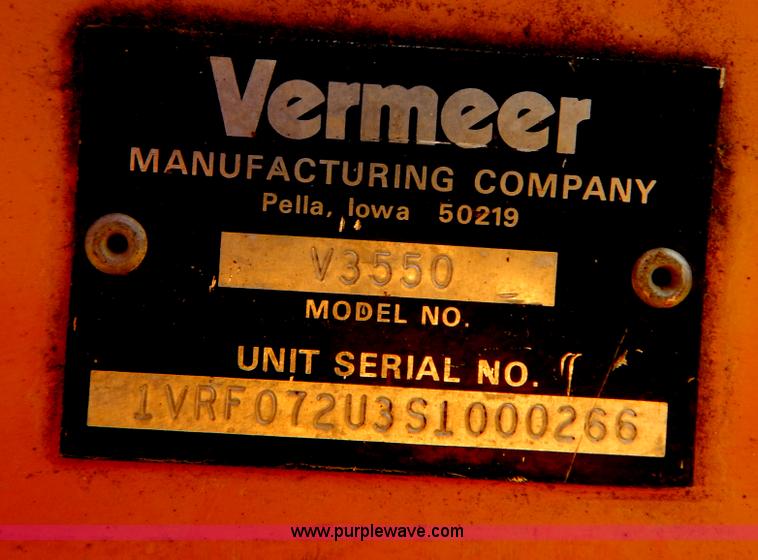 Vermeer
MANUFACTURING COMPANY
Pella, Iowa 50219
V3550
MODEL NO.
UNIT SERIAL NO.
1VRF072U3S1000266
www.purplewave.com